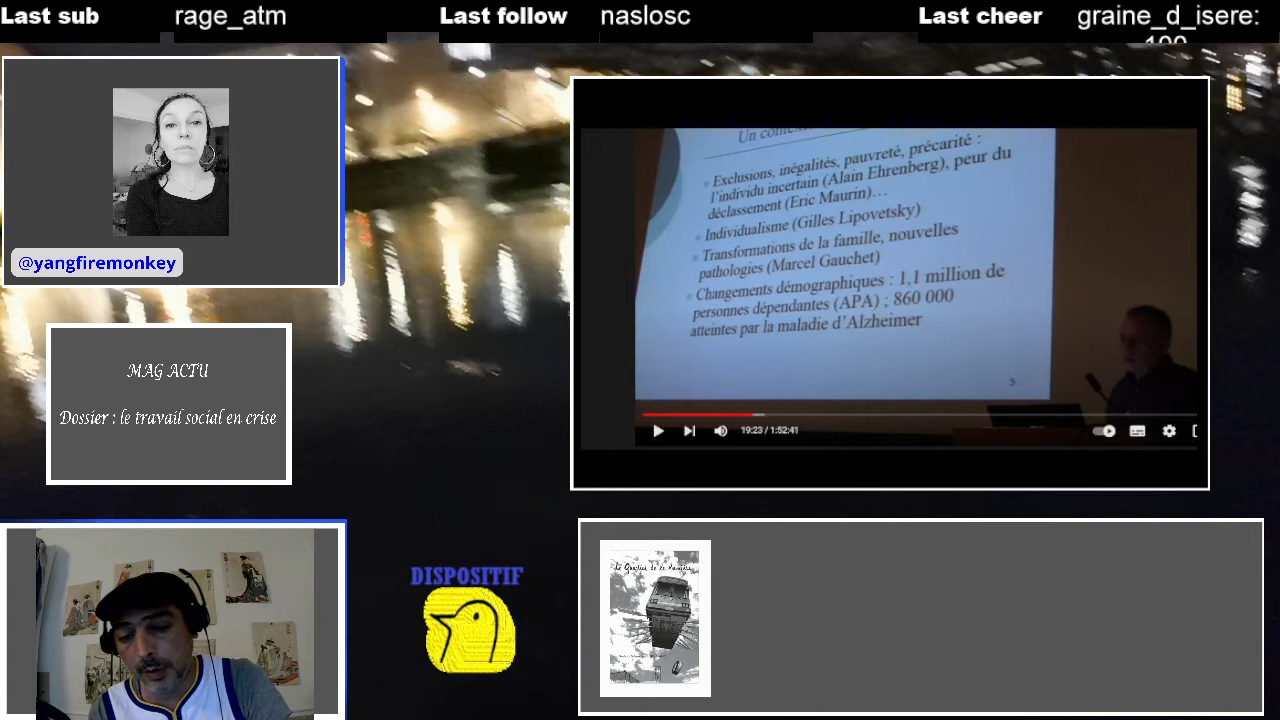 Last sub
rage_atm
Last follow
naslosc
Last cheer
graine_d_isere:
100
@yangfiremonkey
Exclusions, inégalités, pauvreté, précarité :
l'individu incertain (Alain Ehrenberg), peur du
déclassement (Eric Maurin)…
Individualisme (Gilles Lipovetsky)
Transformations de la famille, nouvelles
pathologies (Marcel Gauchet)
Changements démographiques : 1,1 million de
personnes dépendantes (APA) ; 860 000
atteintes par la maladie d'Alzheimer
19:23 / 1:52:41
MAG ACTU
Dossier : le travail social en crise
DISPOSITIF